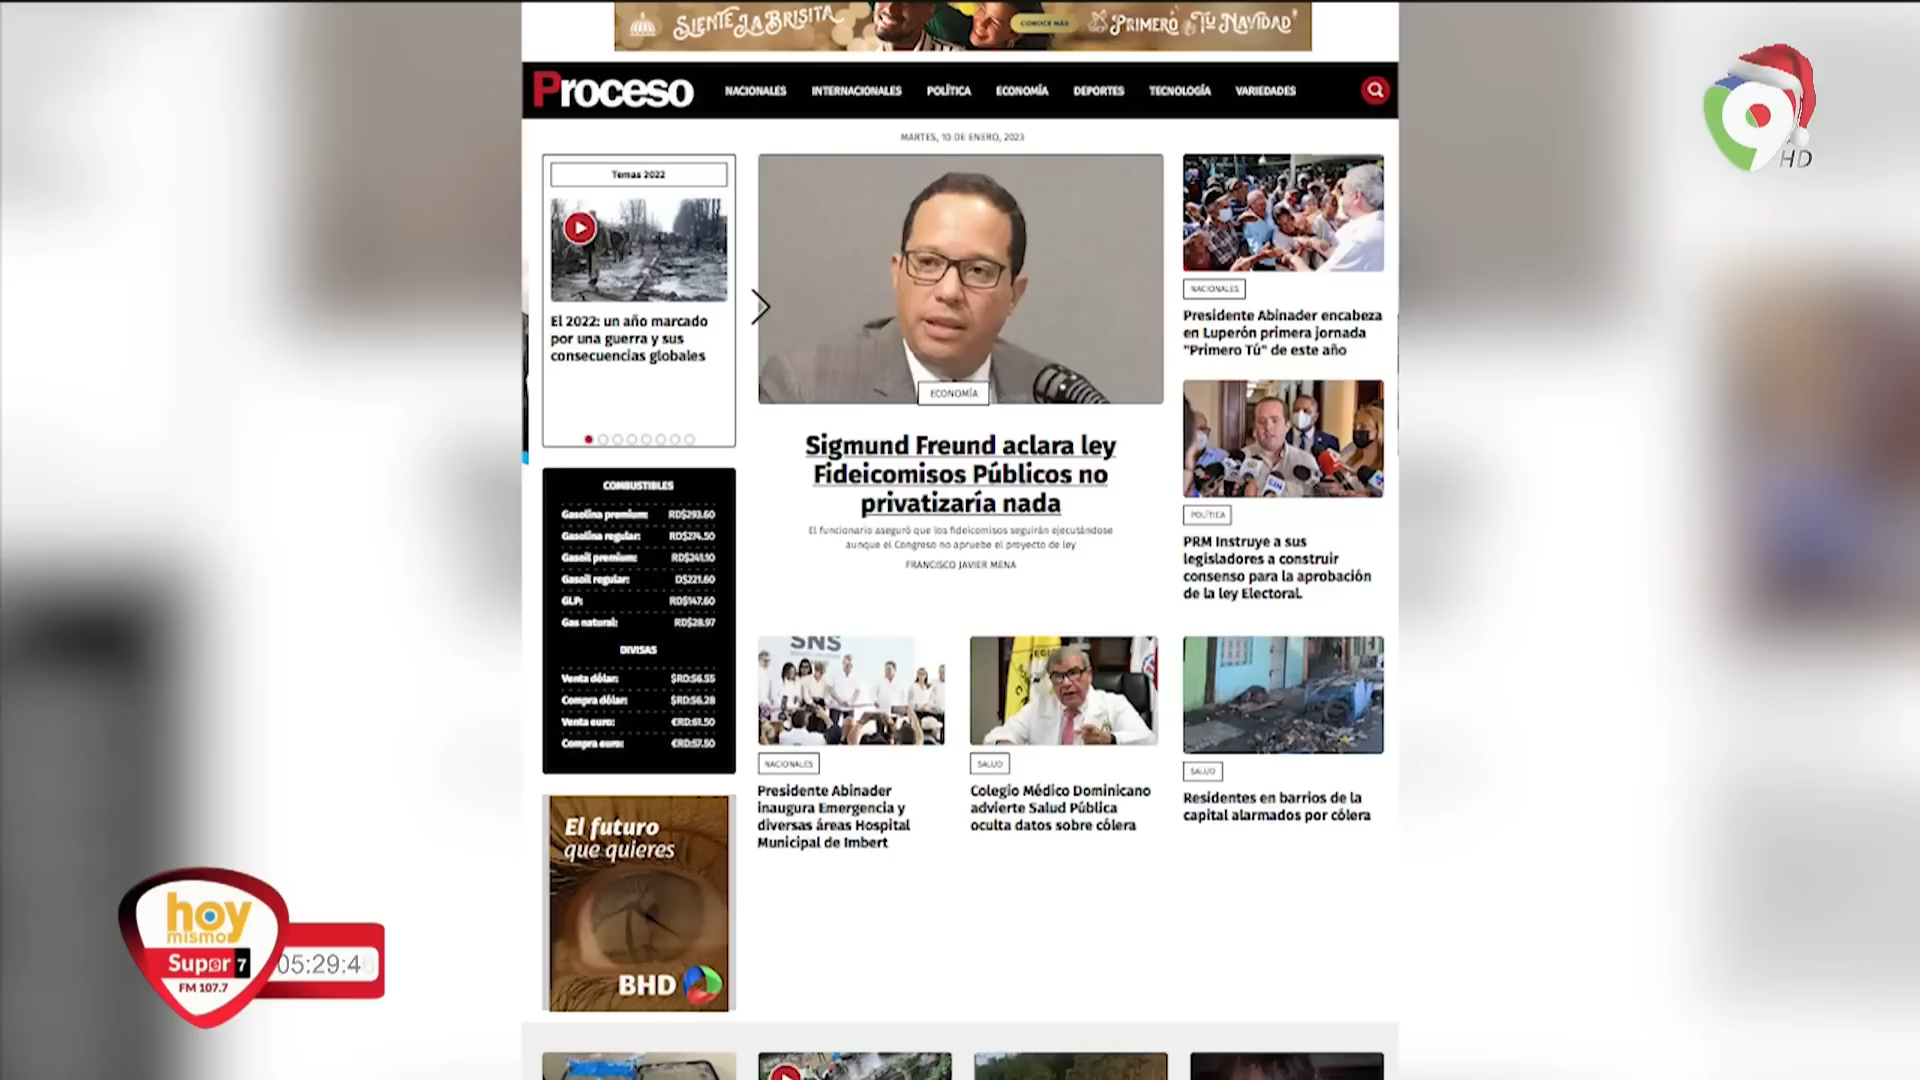 SIENTE LA BRISITA
CONOCE MÁS
PRIMERO TÚ NAVIDAD
Proceso
NACIONALES
INTERNACIONALES
POLÍTICA
ECONOMÍA
DEPORTES
TECNOLOGÍA
VARIEDADES
HD
MARTES, 10 DE ENERO, 2023
Temas 2022
El 2022: un año marcado
por una guerra y sus
consecuencias globales
ECONOMÍA
Sigmund Freund aclara ley
Fideicomisos Públicos no
privatizaría nada
El funcionario aseguró que los fideicomisos seguirán ejecutándose
aunque el Congreso no apruebe el proyecto de ley
FRANCISCO JAVIER MENA
NACIONALES
Presidente Abinader encabeza
en Luperón primera jornada
"Primero Tú" de este año
POLÍTICA
PRM Instruye a sus
legisladores a construir
consenso para la aprobación
de la ley Electoral.
COMBUSTIBLES
Gasolina premium: RD$293.60
Gasolina regular: RD$274.50
Gasoil premium: RD$241.10
Gasoil regular: D$221.60
GLP: RD$147.60
Gas natural: RD$28.97
DIVISAS
Venta dólar: $RD:56.55
Compra dólar: $RD:56.28
Venta euro: €RD:61.50
Compra euro: €RD:57.50
SNS
NACIONALES
Presidente Abinader
inaugura Emergencia y
diversas áreas Hospital
Municipal de Imbert
SALUD
Colegio Médico Dominicano
advierte Salud Pública
oculta datos sobre cólera
SALUD
Residentes en barrios de la
capital alarmados por cólera
El futuro
que quieres
BHD
hoy
mismo
Super 7
FM 107.7
05:29:4